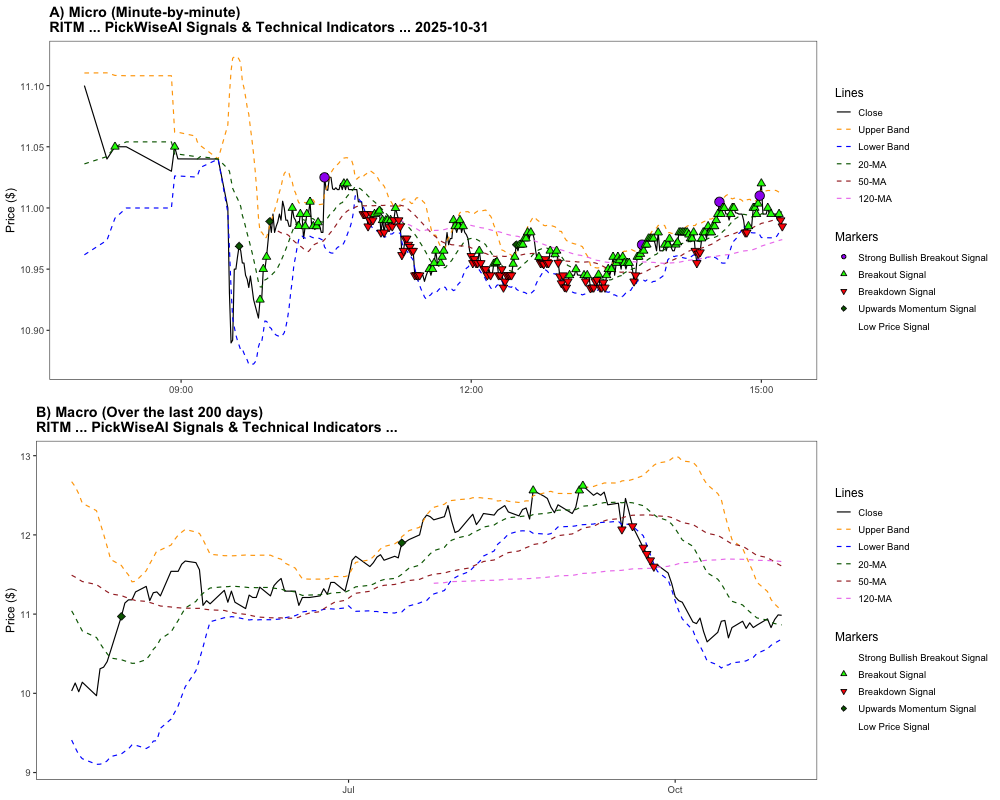 A) Micro (Minute-by-minute)
RITM ... PickWiseAI Signals & Technical Indicators ... 2025-10-31
Price ($)
11.10
11.05
11.00
10.95
10.90
09:00
12:00
15:00
Lines
Close
Upper Band
Lower Band
20-MA
50-MA
120-MA
Markers
Strong Bullish Breakout Signal
Breakout Signal
Breakdown Signal
Upwards Momentum Signal
Low Price Signal
B) Macro (Over the last 200 days)
RITM ... PickWiseAI Signals & Technical Indicators ...
Price ($)
13
12
11
10
9
Jul
Oct
Lines
Close
Upper Band
Lower Band
20-MA
50-MA
120-MA
Markers
Strong Bullish Breakout Signal
Breakout Signal
Breakdown Signal
Upwards Momentum Signal
Low Price Signal